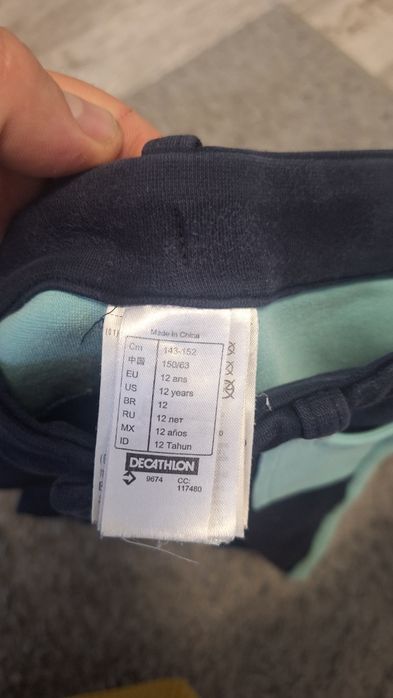 Made in China
Cm 143-152
中国 150/63
EU 12 ans
US 12 years
BR 12
RU 12 лет
MX 12 años
ID 12 Tahun
DECATHLON
9674 CC:
117480